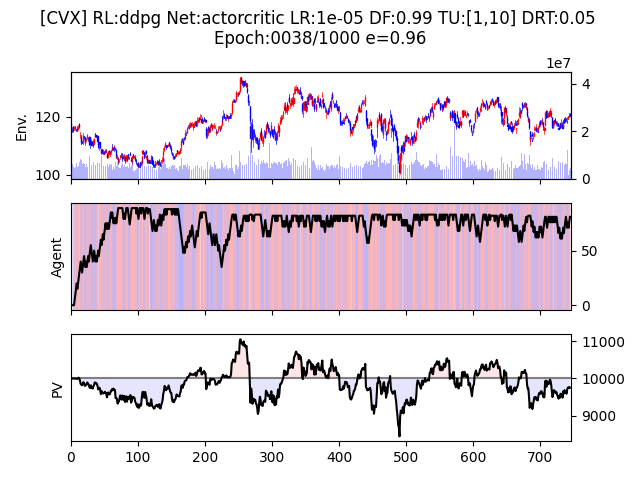 [CVX] RL:ddpg Net:actorcritic LR:1e-05 DF:0.99 TU:[1,10] DRT:0.05
Epoch:0038/1000 e=0.96
1e7
Env.
120
100
4
2
0
Agent
50
0
PV
11000
10000
9000
0 100 200 300 400 500 600 700